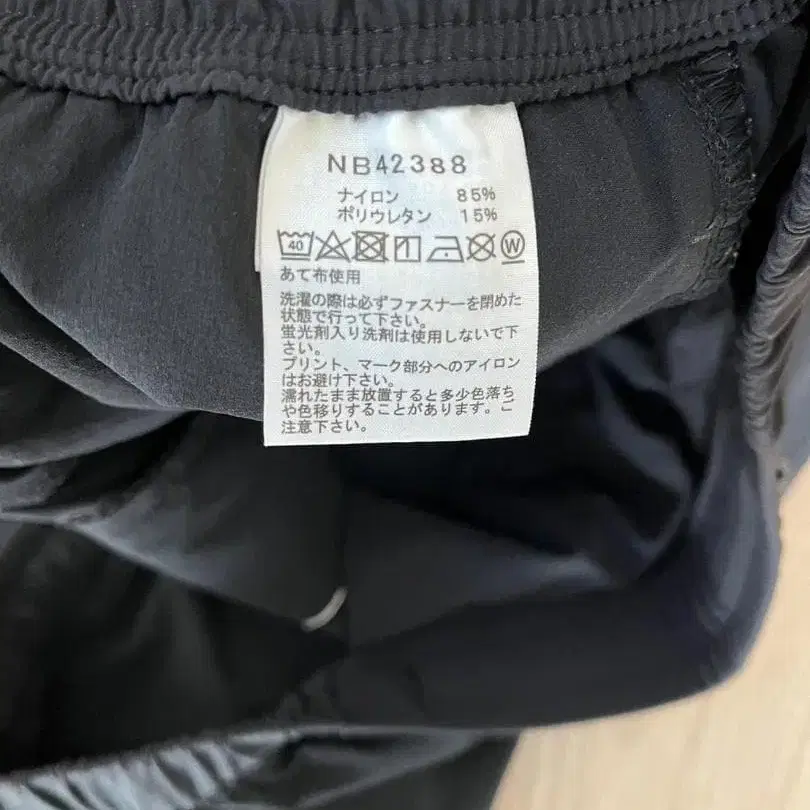 NB42388
ナイロン 85%
ポリウレタン 15%
40 W
あて布使用
洗濯の際は必ずファスナーを閉めた
状態で行って下さい。
蛍光剤入り洗剤は使用しないで下
さい。
プリント、マーク部分へのアイロン
はお避け下さい。
濡れたまま放置すると多少色落ち
や色移りすることがあります。ご
注意下さい。